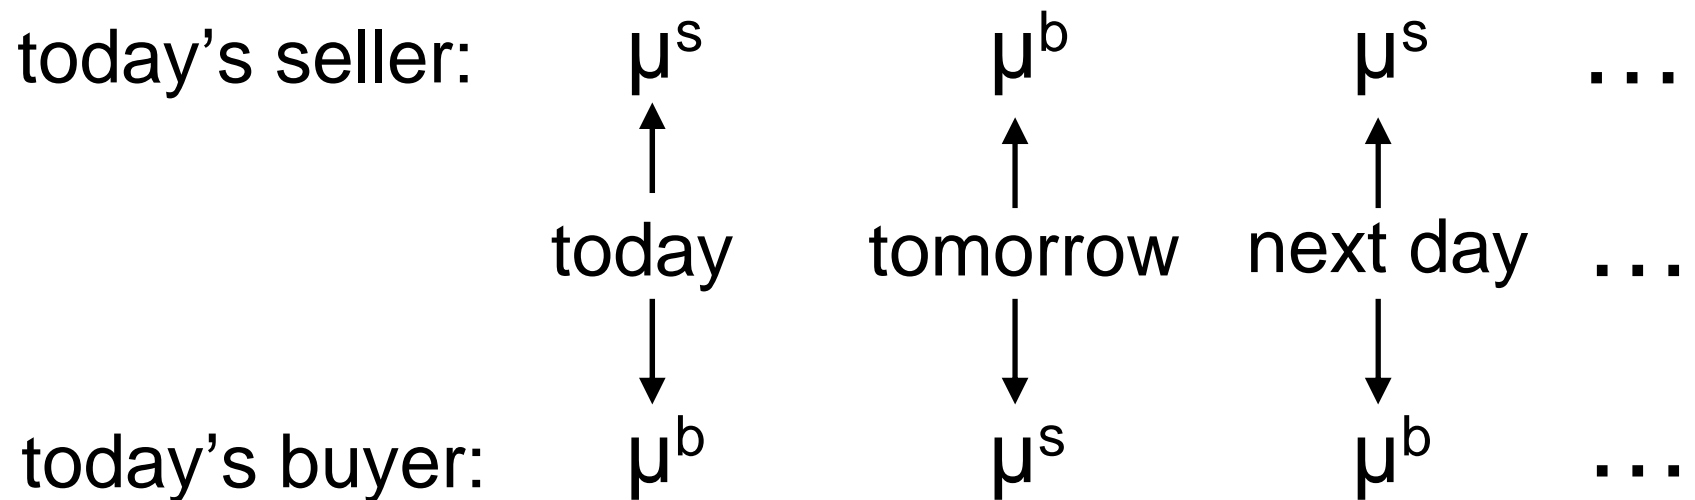 today’s seller: µˢ µᵇ µˢ ...
today tomorrow next day ...
today’s buyer: µᵇ µˢ µᵇ ...